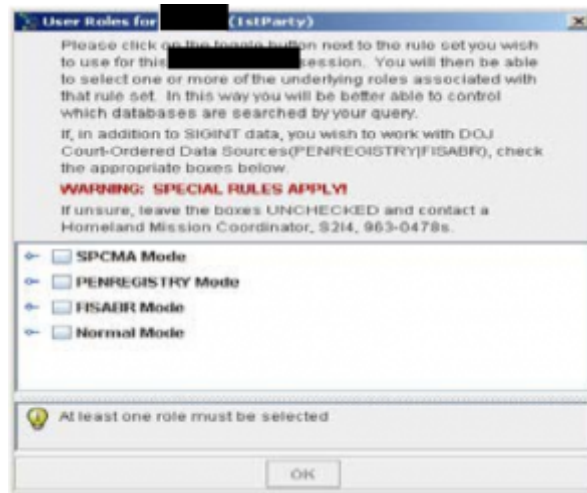 User Roles for (1stParty)
Please click on the toggle button next to the rule set you wish
to use for this session. You will then be able
to select one or more of the underlying roles associated with
that rule set. In this way you will be better able to control
which databases are searched by your query.
If, in addition to SIGINT data, you wish to work with DOJ
Court-Ordered Data Sources(PENREGISTRY|FISABR), check
the appropriate boxes below.
WARNING: SPECIAL RULES APPLY!
If unsure, leave the boxes UNCHECKED and contact a
Homeland Mission Coordinator, S2I4, 963-0478s.
SPCMA Mode
PENREGISTRY Mode
FISABR Mode
Normal Mode
At least one role must be selected
OK